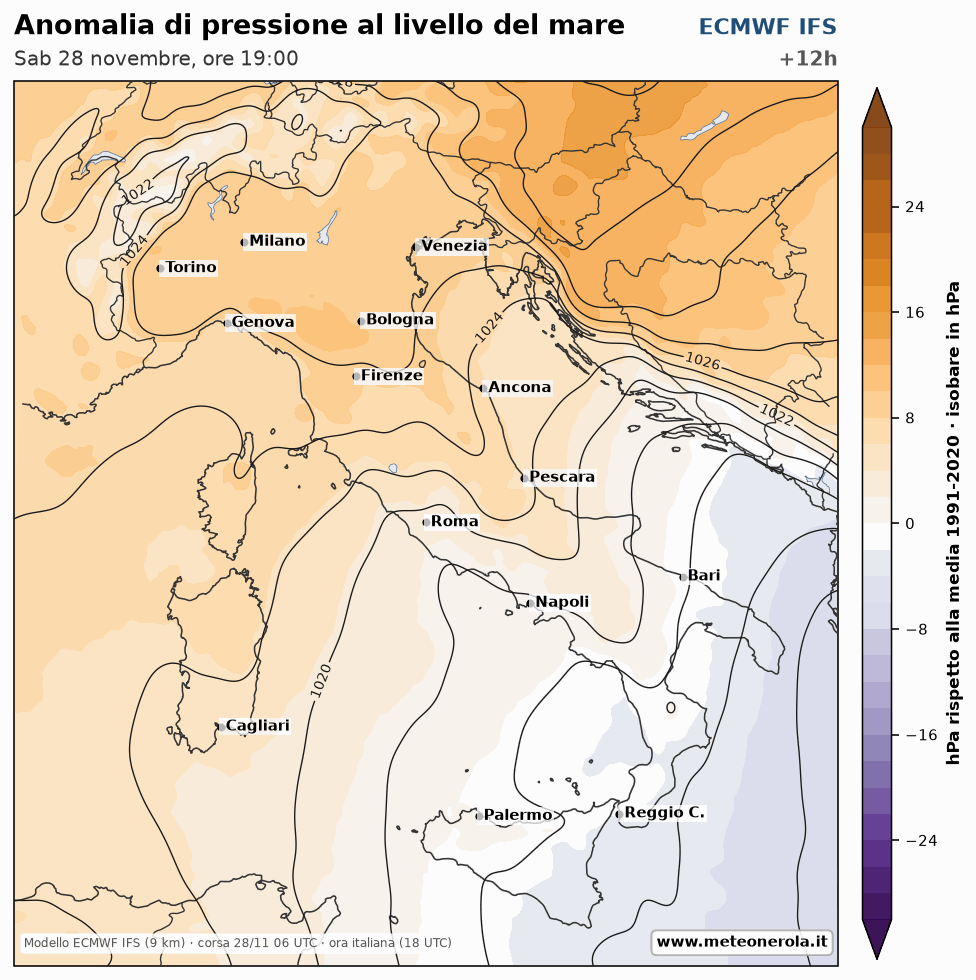 Anomalia di pressione al livello del mare
ECMWF IFS
Sab 28 novembre, ore 19:00
+12h
1022
1024
Milano
Venezia
Torino
Genova
Bologna
1024
Firenze
Ancona
1026
1022
Pescara
Roma
Bari
Napoli
1020
Cagliari
Palermo
Reggio C.
24
16
8
0
−8
−16
−24
hPa rispetto alla media 1991-2020 · isobare in hPa
Modello ECMWF IFS (9 km) · corsa 28/11 06 UTC · ora italiana (18 UTC)
www.meteonerola.it